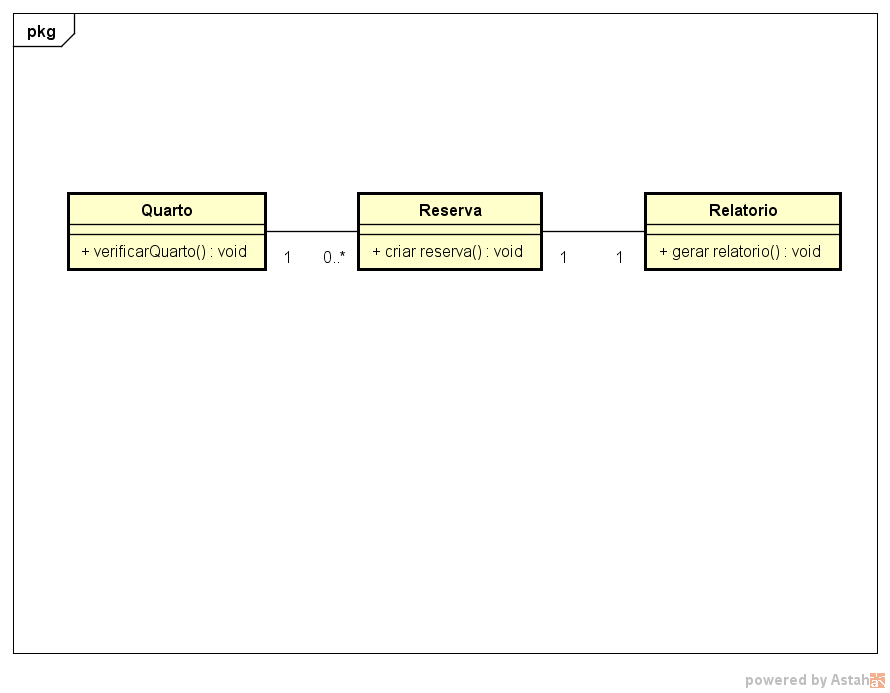 pkg
Quarto
+ verificarQuarto() : void
1
0..*
Reserva
+ criar reserva() : void
1
1
Relatorio
+ gerar relatorio() : void
powered by Astah